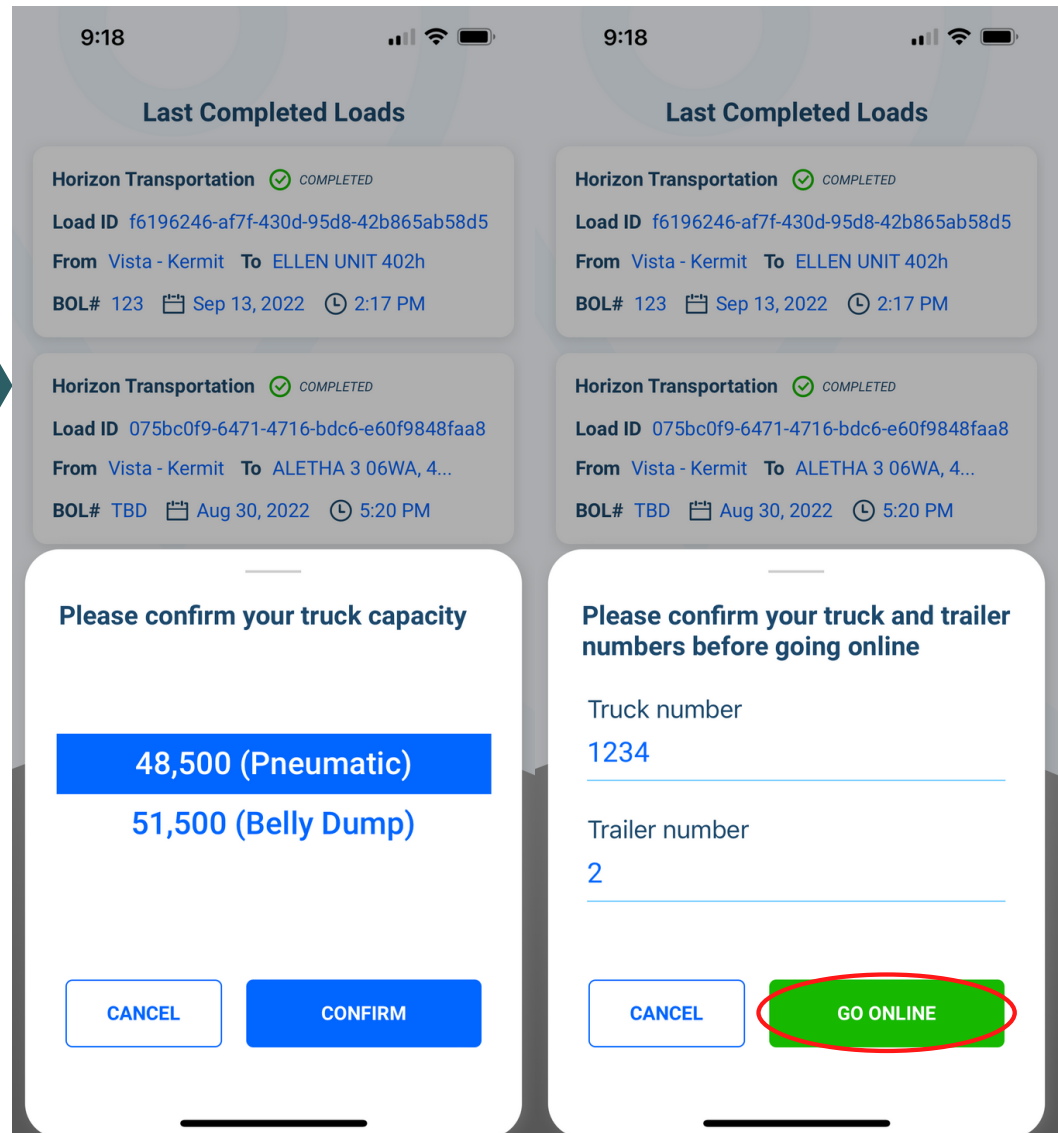 9:18
Last Completed Loads
Horizon Transportation COMPLETED
Load ID f6196246-af7f-430d-95d8-42b865ab58d5
From Vista - Kermit To ELLEN UNIT 402h
BOL# 123 Sep 13, 2022 2:17 PM
Horizon Transportation COMPLETED
Load ID 075bc0f9-6471-4716-bdc6-e60f9848faa8
From Vista - Kermit To ALETHA 3 06WA, 4...
BOL# TBD Aug 30, 2022 5:20 PM
Please confirm your truck capacity
48,500 (Pneumatic)
51,500 (Belly Dump)
CANCEL CONFIRM
9:18
Last Completed Loads
Horizon Transportation COMPLETED
Load ID f6196246-af7f-430d-95d8-42b865ab58d5
From Vista - Kermit To ELLEN UNIT 402h
BOL# 123 Sep 13, 2022 2:17 PM
Horizon Transportation COMPLETED
Load ID 075bc0f9-6471-4716-bdc6-e60f9848faa8
From Vista - Kermit To ALETHA 3 06WA, 4...
BOL# TBD Aug 30, 2022 5:20 PM
Please confirm your truck and trailer
numbers before going online
Truck number
1234
Trailer number
2
CANCEL GO ONLINE